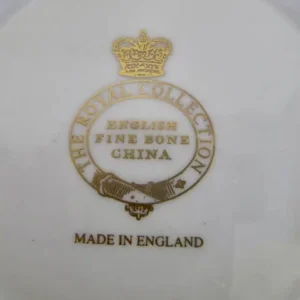 THE ROYAL COLLECTION
ENGLISH
FINE BONE
CHINA
MADE IN ENGLAND